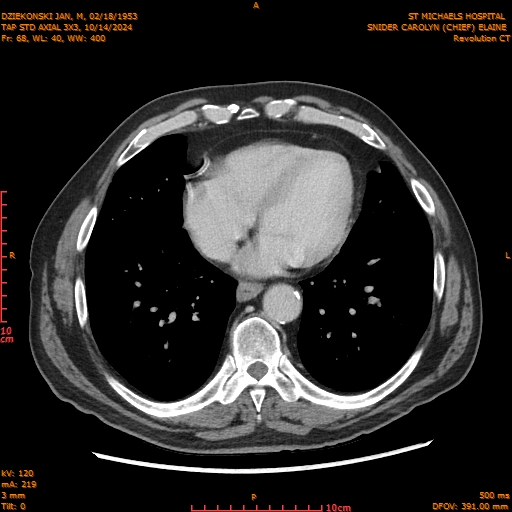 DZIEKONSKI JAN, M, 02/18/1953
TAP STD AXIAL 3X3, 10/14/2024
Fr: 68, WL: 40, WW: 400
A
ST MICHAELS HOSPITAL
SNIDER CAROLYN (CHIEF) ELAINE
Revolution CT
R
L
10
cm
kV: 120
mA: 219
3 mm
Tilt: 0
P
10cm
500 ms
DFOV: 391.00 mm